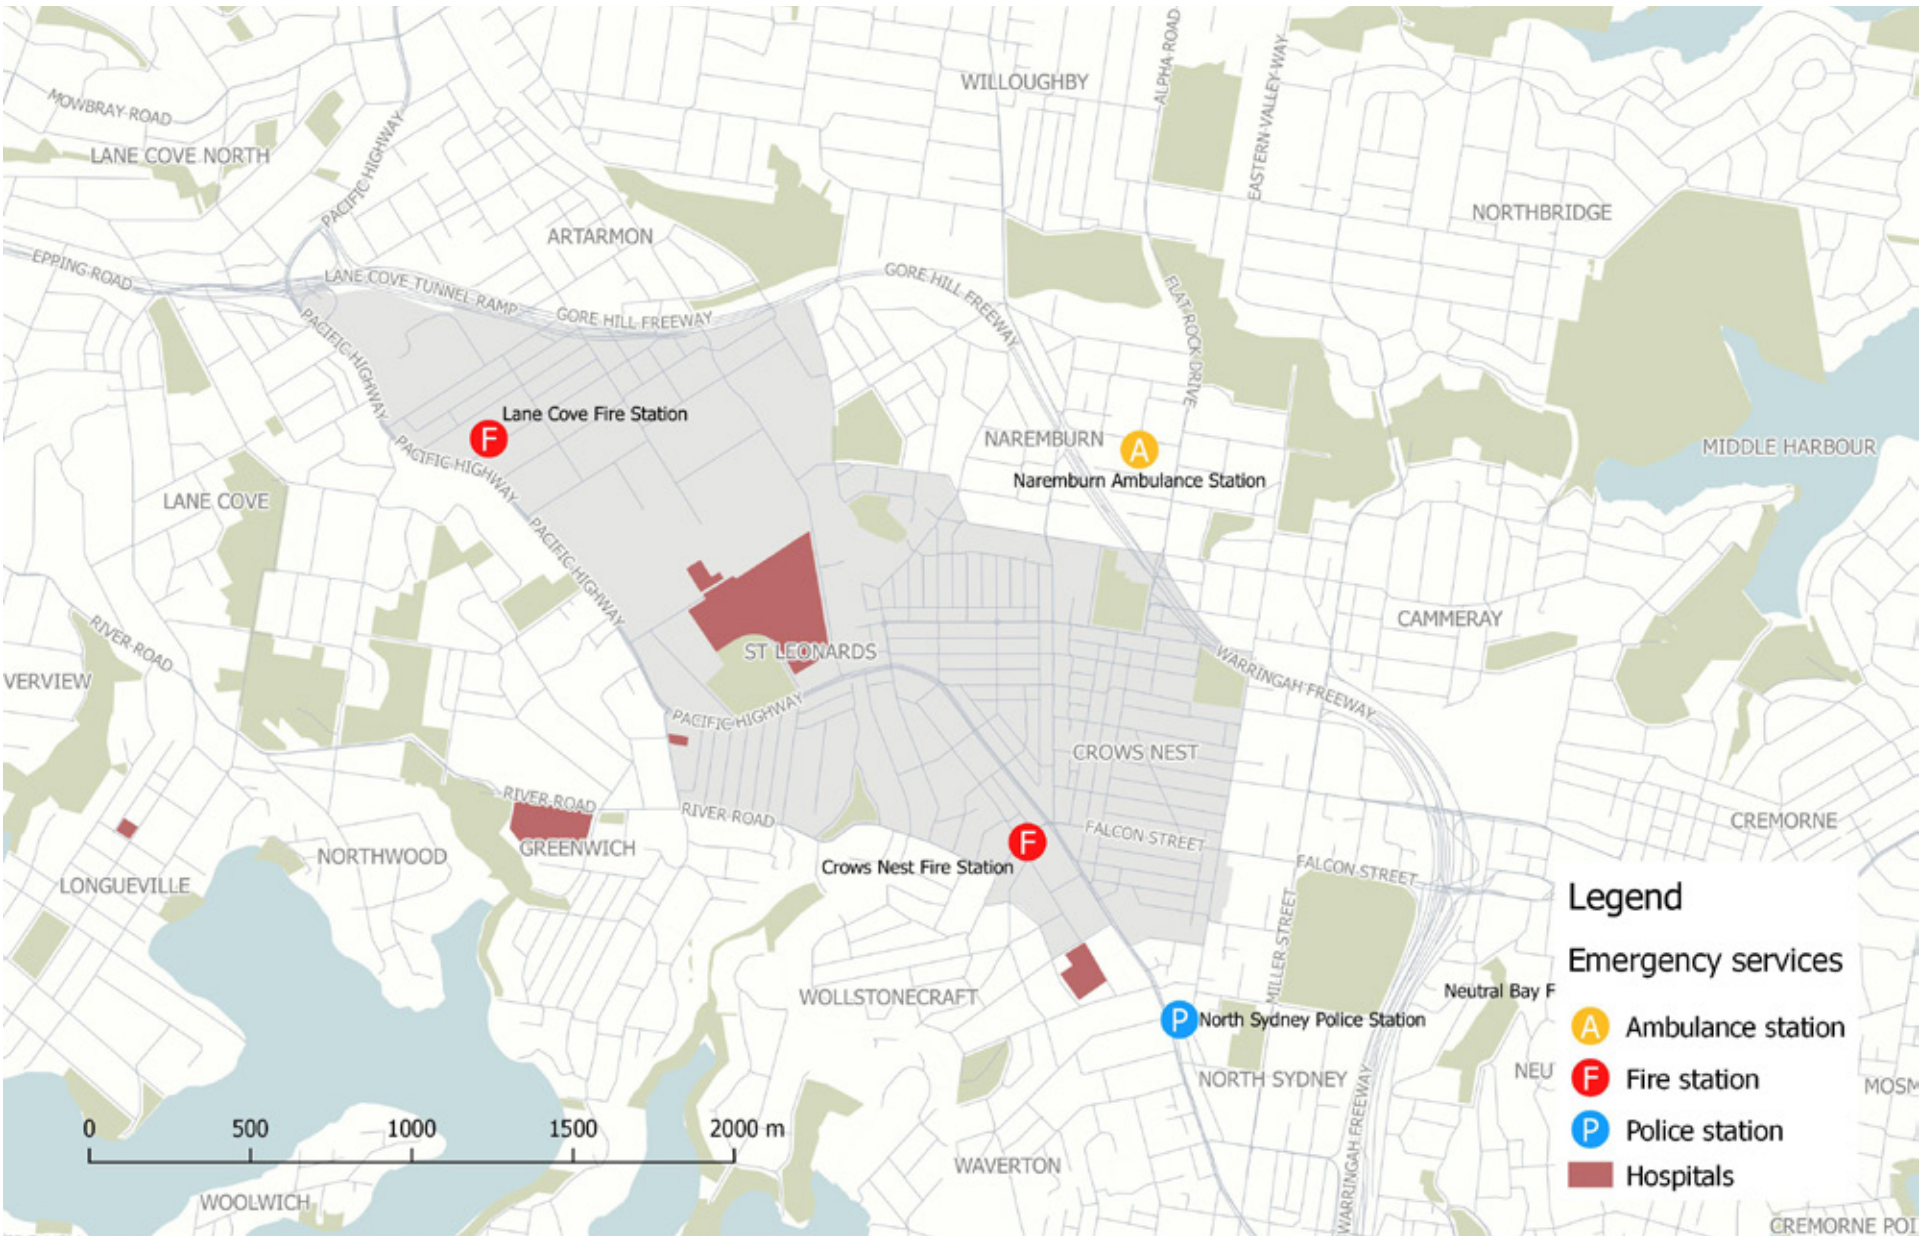 WILLOUGHBY
ALPHA ROAD
EASTERN VALLEY WAY
MOWBRAY ROAD
LANE COVE NORTH
PACIFIC HIGHWAY
NORTHBRIDGE
ARTARMON
EPPING ROAD
LANE COVE TUNNEL RAMP
GORE HILL FREEWAY
GORE HILL FREEWAY
FLAT ROCK DRIVE
PACIFIC HIGHWAY
Lane Cove Fire Station
F
PACIFIC HIGHWAY
NAREMBURN
A
Naremburn Ambulance Station
MIDDLE HARBOUR
LANE COVE
PACIFIC HIGHWAY
RIVER ROAD
CAMMERAY
ST LEONARDS
VERVIEW
WARRINGAH FREEWAY
PACIFIC HIGHWAY
CROWS NEST
RIVER ROAD
RIVER ROAD
CREMORNE
FALCON STREET
F
GREENWICH
NORTHWOOD
Crows Nest Fire Station
FALCON STREET
LONGUEVILLE
MILLER STREET
WOLLSTONECRAFT
Neutral Bay F
P
North Sydney Police Station
NORTH SYDNEY
NEU
MOSM
WARRINGAH FREEWAY
0 500 1000 1500 2000 m
WAVERTON
WOOLWICH
CREMORNE POI
Legend
Emergency services
A Ambulance station
F Fire station
P Police station
Hospitals